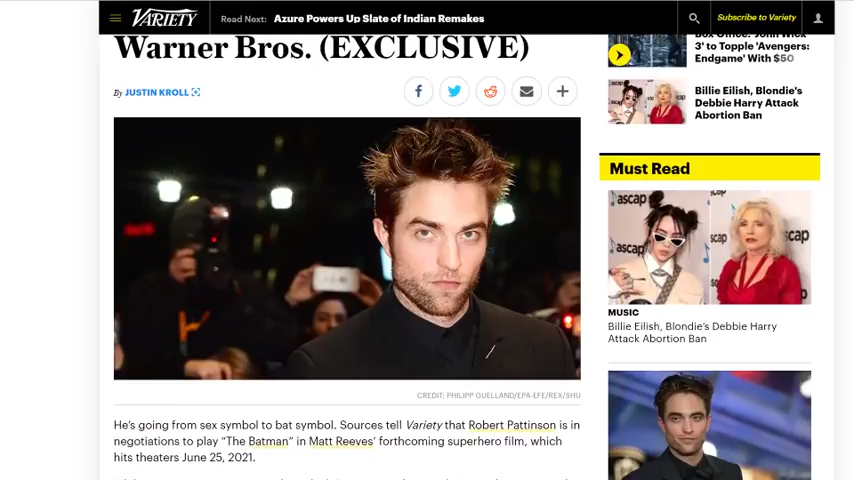 VARIETY
Read Next: Azure Powers Up Slate of Indian Remakes
Subscribe to Variety
Warner Bros. (EXCLUSIVE)
By JUSTIN KROLL
Box Office: 'John Wick
3' to Topple 'Avengers:
Endgame' With $50
Billie Eilish, Blondie's
Debbie Harry Attack
Abortion Ban
Must Read
ascap
ascap
MUSIC
Billie Eilish, Blondie's Debbie Harry
Attack Abortion Ban
CREDIT: PHILIPP GUELLAND/EPA-EFE/REX/SHU
He's going from sex symbol to bat symbol. Sources tell Variety that Robert Pattinson is in
negotiations to play "The Batman" in Matt Reeves' forthcoming superhero film, which
hits theaters June 25, 2021.